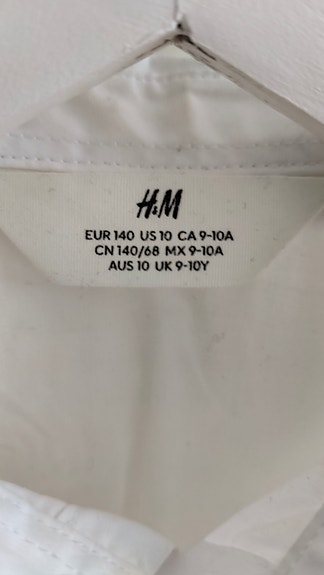 H&M
EUR 140 US 10 CA 9-10A
CN 140/68 MX 9-10A
AUS 10 UK 9-10Y